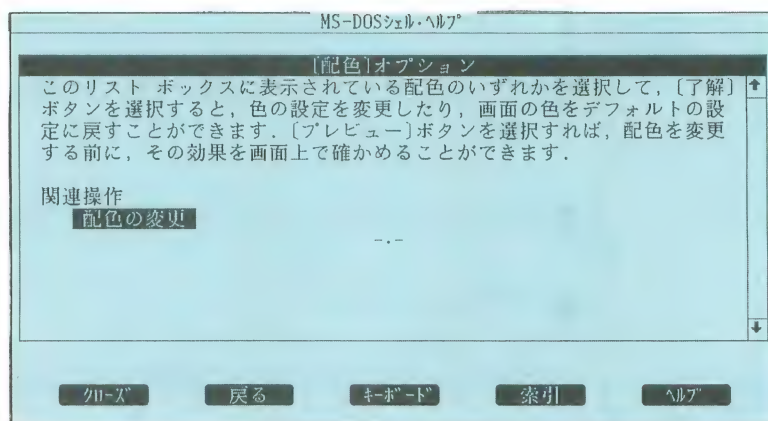 MS-DOSｼｪﾙ･ﾍﾙﾌﾟ
[配色]オプション
このリスト ボックスに表示されている配色のいずれかを選択して，〔了解〕
ボタンを選択すると，色の設定を変更したり，画面の色をデフォルトの設
定に戻すことができます．〔プレビュー〕ボタンを選択すれば，配色を変更
する前に，その効果を画面上で確かめることができます．
関連操作
配色の変更
-.-
ｸﾛｰｽﾞ 戻る ｷｰﾎﾞｰﾄﾞ 索引 ﾍﾙﾌﾟ